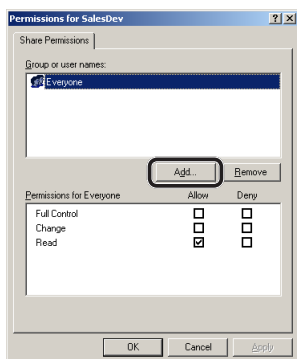 Permissions for SalesDev
Share Permissions
Group or user names:
Everyone
Add... Remove
Permissions for Everyone Allow Deny
Full Control
Change
Read
OK Cancel Apply